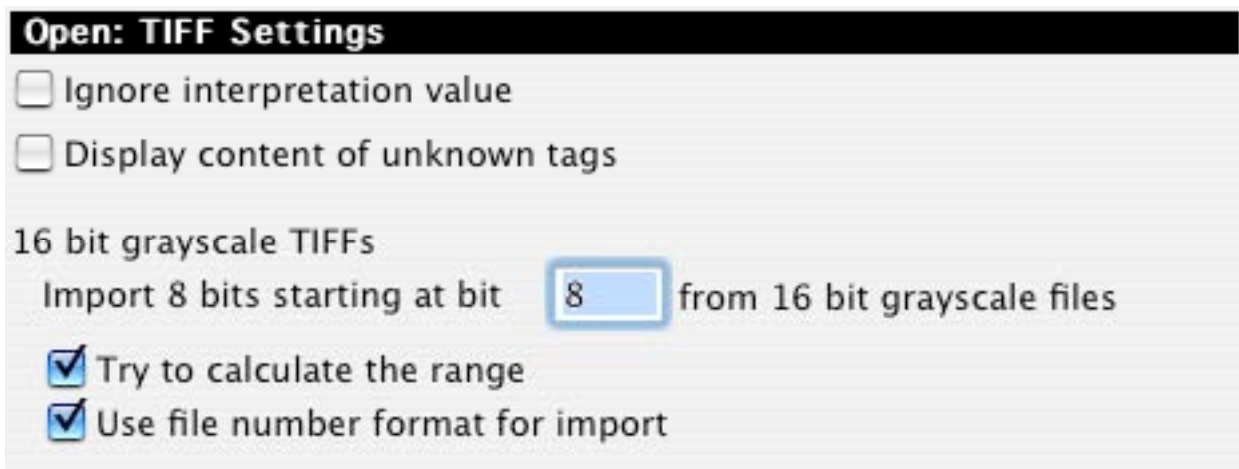 Open: TIFF Settings
Ignore interpretation value
Display content of unknown tags
16 bit grayscale TIFFs
Import 8 bits starting at bit 8 from 16 bit grayscale files
Try to calculate the range
Use file number format for import